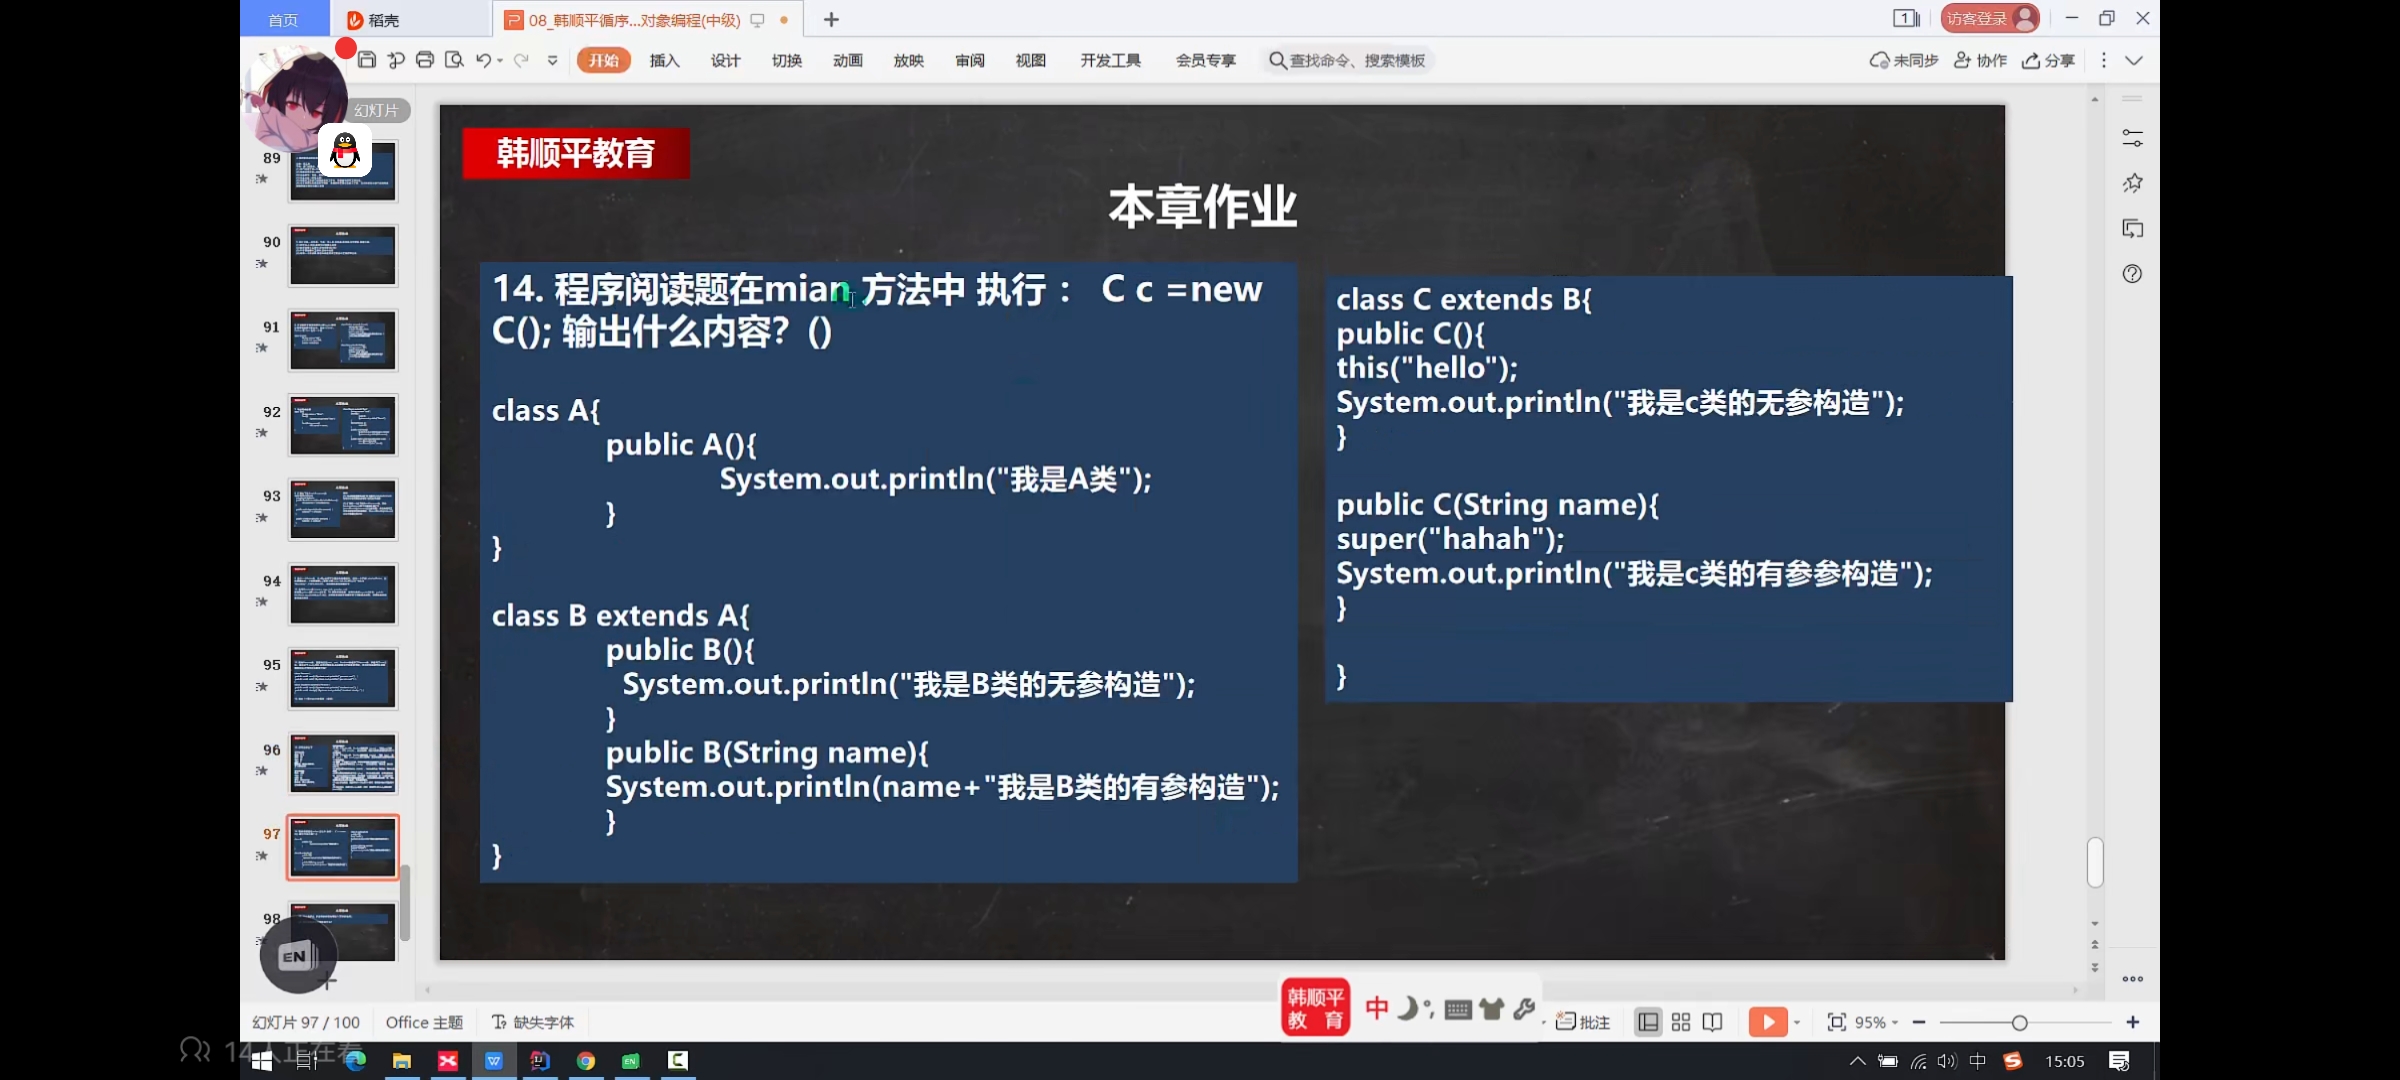 首页
稻壳
08_韩顺平循序...对象编程(中级)
访客登录
开始 插入 设计 切换 动画 放映 审阅 视图 开发工具 会员专享 查找命令、搜索模板
未同步 协作 分享
幻灯片
89
90
91
92
93
94
95
96
97
98
韩顺平教育
本章作业
14. 程序阅读题在mian 方法中 执行： C c =new
C(); 输出什么内容？()
class A{
public A(){
System.out.println("我是A类");
}
}
class B extends A{
public B(){
System.out.println("我是B类的无参构造");
}
public B(String name){
System.out.println(name+"我是B类的有参构造");
}
}
class C extends B{
public C(){
this("hello");
System.out.println("我是c类的无参构造");
}
public C(String name){
super("hahah");
System.out.println("我是c类的有参参构造");
}
}
EN
韩顺平
教 育
中
幻灯片 97 / 100
Office 主题
缺失字体
批注
95%
14人正在看
中
15:05